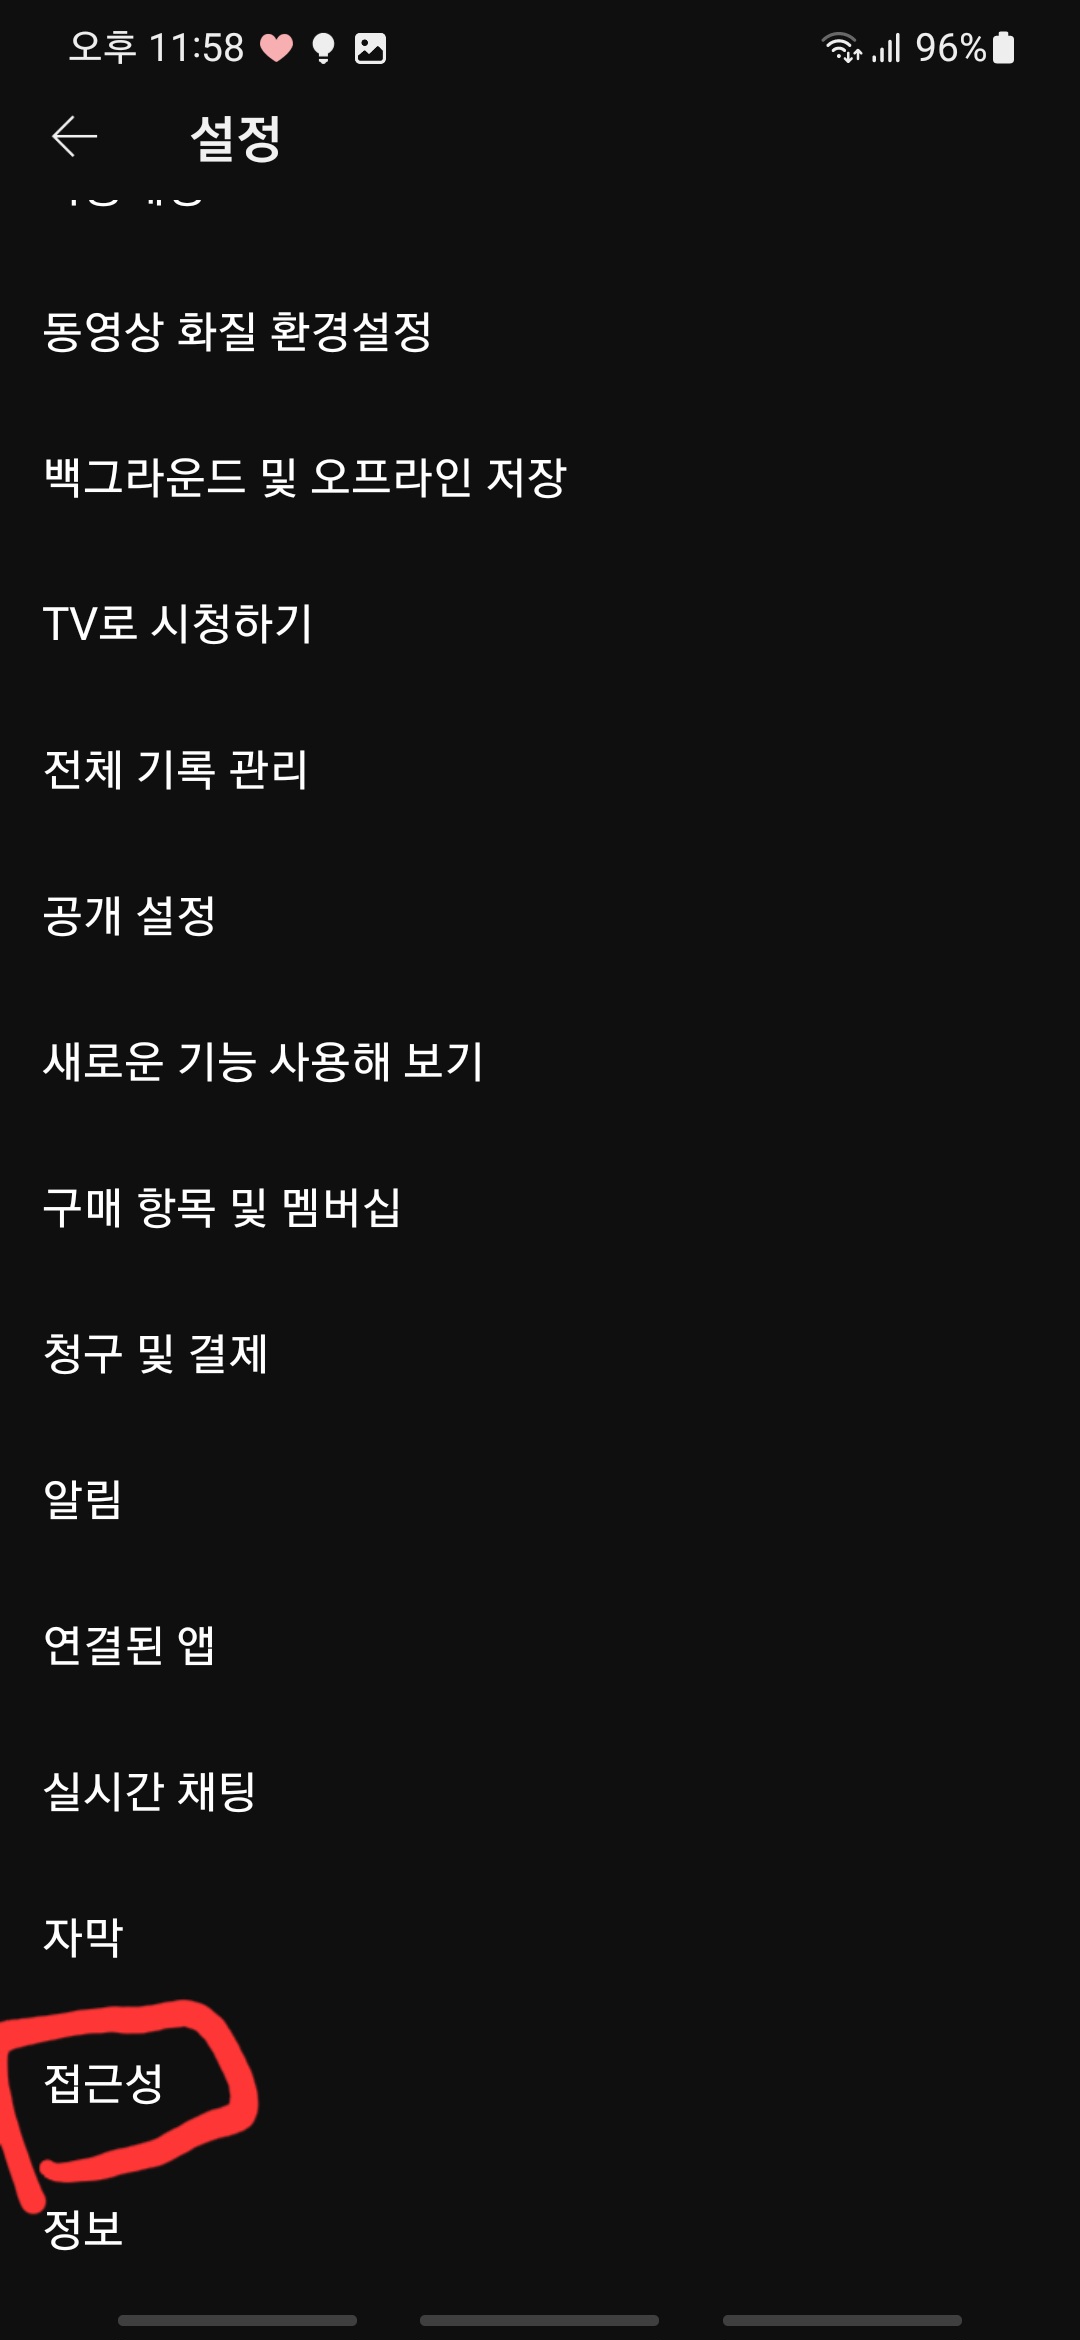 오후 11:58
96%
설정
동영상 화질 환경설정
백그라운드 및 오프라인 저장
TV로 시청하기
전체 기록 관리
공개 설정
새로운 기능 사용해 보기
구매 항목 및 멤버십
청구 및 결제
알림
연결된 앱
실시간 채팅
자막
접근성
정보